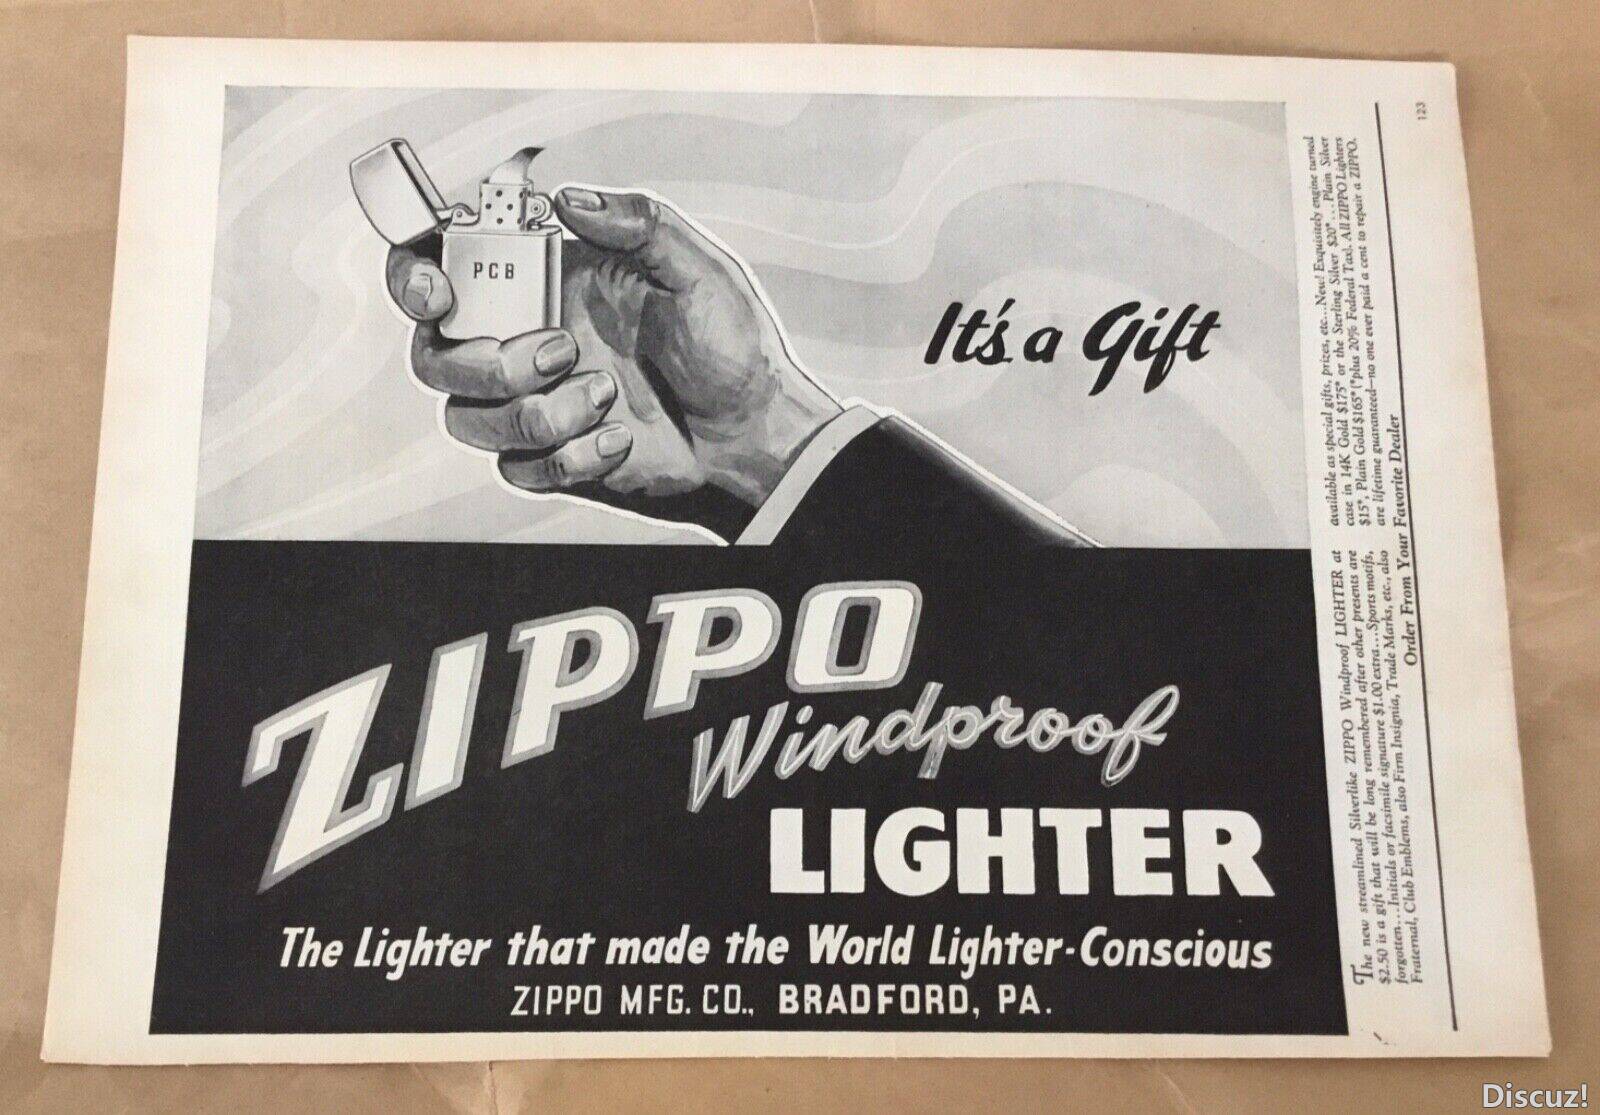 PCB
It's a Gift
ZIPPO
Windproof
LIGHTER
The Lighter that made the World Lighter-Conscious
ZIPPO MFG. CO., BRADFORD, PA.
The new streamlined Silverlike ZIPPO Windproof LIGHTER at
$2.50 is a gift that will be long remembered after other presents are
forgotten...Initials or facsimile signature $1.00 extra...Sports motifs,
Fraternal, Club Emblems, also Firm Insignia, Trade Marks, etc., also
available as special gifts, prizes, etc...New! Exquisitely engine turned
case in 14K Gold $175* or the Sterling Silver $20*...Plain Silver
$15*, Plain Gold $165* (*plus 20% Federal Tax). All ZIPPO Lighters
are lifetime guaranteed—no one ever paid a cent to repair a ZIPPO.
Order From Your Favorite Dealer
123
Discuz!